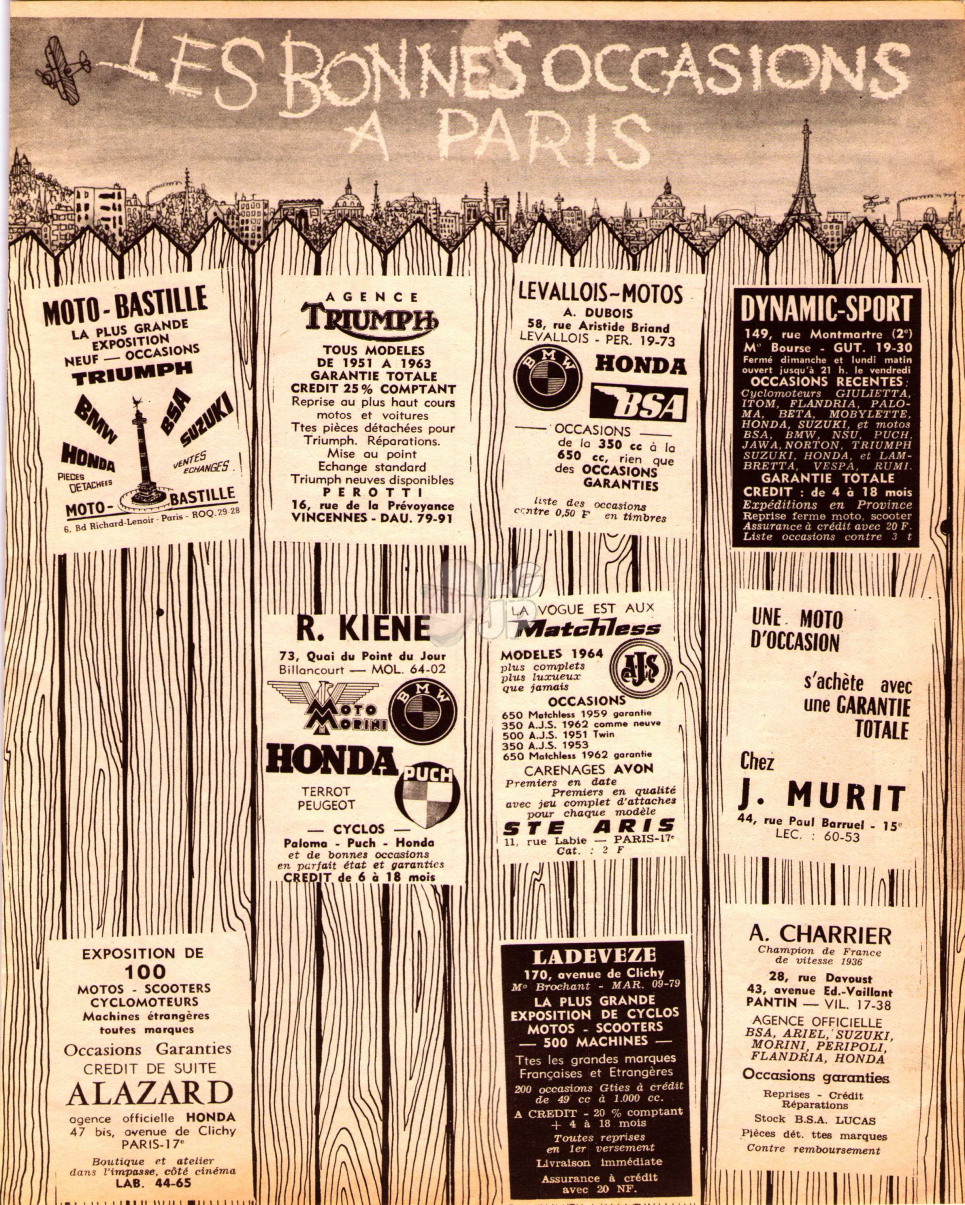 LES BONNES OCCASIONS
A PARIS
MOTO - BASTILLE
LA PLUS GRANDE
EXPOSITION
NEUF — OCCASIONS
TRIUMPH
BMW
BSA
SUZUKI
HONDA
PIECES
DETACHEES
VENTES
ECHANGES
MOTO-BASTILLE
6, Bd Richard-Lenoir - Paris - ROQ. 29-28
AGENCE
TRIUMPH
TOUS MODELES
DE 1951 A 1963
GARANTIE TOTALE
CREDIT 25% COMPTANT
Reprise au plus haut cours
motos et voitures
Ttes pièces détachées pour
Triumph. Réparations.
Mise au point
Echange standard
Triumph neuves disponibles
PEROTTI
16, rue de la Prévoyance
VINCENNES - DAU. 79-91
LEVALLOIS-MOTOS
A. DUBOIS
58, rue Aristide Briand
LEVALLOIS - PER. 19-73
BMW
HONDA
BSA
— OCCASIONS —
de la 350 cc à la
650 cc, rien que
des OCCASIONS
GARANTIES
liste des occasions
contre 0,50 F en timbres
DYNAMIC-SPORT
149, rue Montmartre (2e)
Mo Bourse - GUT. 19-30
Fermé dimanche et lundi matin
ouvert jusqu'à 21 h. le vendredi
OCCASIONS RECENTES :
Cyclomoteurs GIULIETTA,
ITOM, FLANDRIA, PALO-
MA, BETA, MOBYLETTE,
HONDA, SUZUKI, et motos
BSA, BMW, NSU, PUCH,
JAWA, NORTON, TRIUMPH
SUZUKI, HONDA, et LAM-
BRETTA, VESPA, RUMI.
GARANTIE TOTALE
CREDIT : de 4 à 18 mois
Expéditions en Province
Reprise ferme moto, scooter
Assurance à crédit avec 20 F.
Liste occasions contre 3 t
R. KIENE
73, Quai du Point du Jour
Billancourt — MOL. 64-02
MOTO
MORINI
BMW
HONDA
PUCH
TERROT
PEUGEOT
— CYCLOS —
Paloma - Puch - Honda
et de bonnes occasions
en parfait état et garanties
CREDIT de 6 à 18 mois
LA VOGUE EST AUX
Matchless
MODELES 1964
plus complets
plus luxueux
que jamais
AJS
OCCASIONS
650 Matchless 1959 garantie
350 A.J.S. 1962 comme neuve
500 A.J.S. 1951 Twin
350 A.J.S. 1953
650 Matchless 1962 garantie
CARENAGES AVON
Premiers en date
Premiers en qualité
avec jeu complet d'attaches
pour chaque modèle
STE ARIS
11, rue Labie — PARIS-17e
Cat. : 2 F
UNE MOTO
D'OCCASION
s'achète avec
une GARANTIE
TOTALE
Chez
J. MURIT
44, rue Paul Barruel - 15e
LEC. : 60-53
EXPOSITION DE
100
MOTOS - SCOOTERS
CYCLOMOTEURS
Machines étrangères
toutes marques
Occasions Garanties
CREDIT DE SUITE
ALAZARD
agence officielle HONDA
47 bis, avenue de Clichy
PARIS-17e
Boutique et atelier
dans l'impasse, côté cinéma
LAB. 44-65
LADEVEZE
170, avenue de Clichy
Mo Brochant - MAR. 09-79
LA PLUS GRANDE
EXPOSITION DE CYCLOS
MOTOS - SCOOTERS
— 500 MACHINES —
Ttes les grandes marques
Françaises et Etrangères
200 occasions Gties à crédit
de 49 cc à 1.000 cc.
A CREDIT - 20 % comptant
+ 4 à 18 mois
Toutes reprises
en 1er versement
Livraison immédiate
Assurance à crédit
avec 20 NF.
A. CHARRIER
Champion de France
de vitesse 1936
28, rue Davoust
43, avenue Ed.-Vaillant
PANTIN — VIL. 17-38
AGENCE OFFICIELLE
BSA, ARIEL, SUZUKI,
MORINI, PERIPOLI,
FLANDRIA, HONDA
Occasions garanties
Reprises - Crédit
Réparations
Stock B.S.A. LUCAS
Pièces dét. ttes marques
Contre remboursement